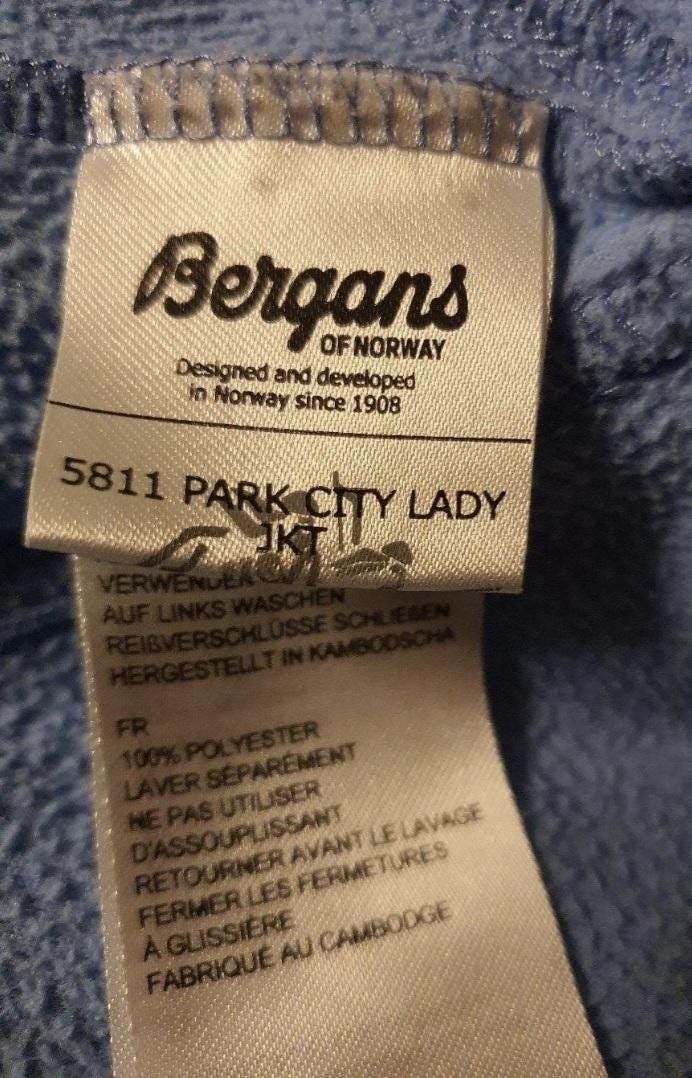 Bergans
OF NORWAY
Designed and developed
in Norway since 1908
5811 PARK CITY LADY
JKT
AUF LINKS WASCHEN
REIßVERSCHLÜSSE SCHLIEßEN
HERGESTELLT IN KAMBODSCHA
FR
100% POLYESTER
LAVER SÉPARÉMENT
NE PAS UTILISER
D'ASSOUPLISSANT
RETOURNER AVANT LE LAVAGE
FERMER LES FERMETURES
À GLISSIÈRE
FABRIQUÉ AU CAMBODGE